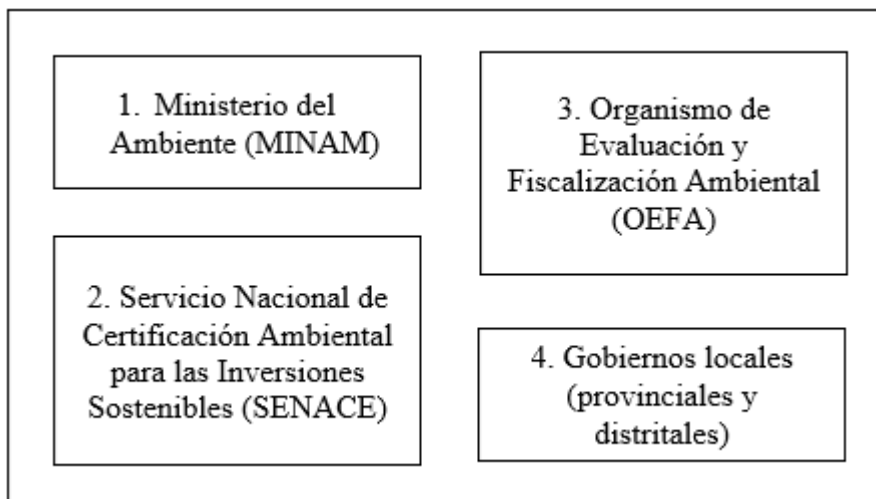 1. Ministerio del
Ambiente (MINAM)
2. Servicio Nacional de
Certificación Ambiental
para las Inversiones
Sostenibles (SENACE)
3. Organismo de
Evaluación y
Fiscalización Ambiental
(OEFA)
4. Gobiernos locales
(provinciales y
distritales)